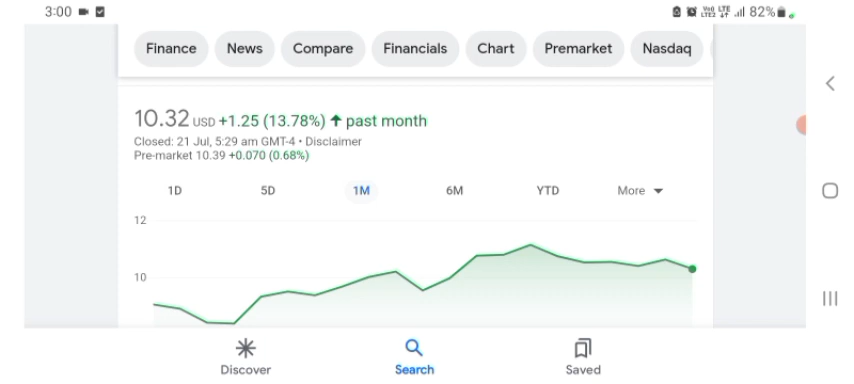 3:00 82%
Finance News Compare Financials Chart Premarket Nasdaq
10.32 USD +1.25 (13.78%) ↑ past month
Closed: 21 Jul, 5:29 am GMT-4 • Disclaimer
Pre-market 10.39 +0.070 (0.68%)
1D 5D 1M 6M YTD More
12
10
Discover Search Saved